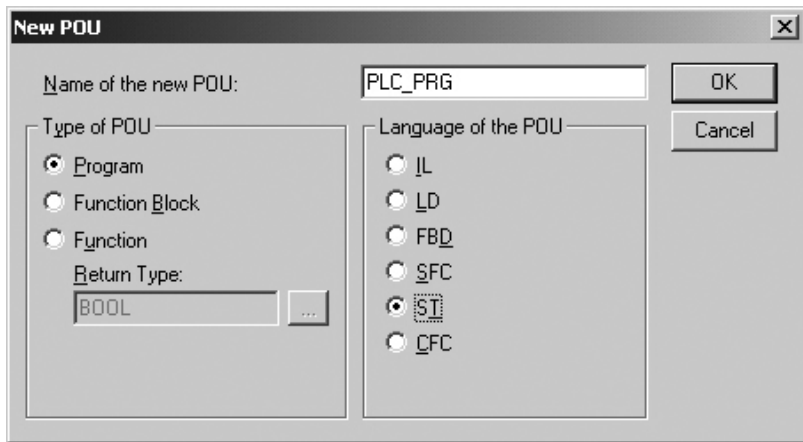 New POU
Name of the new POU:
PLC_PRG
OK
Cancel
Type of POU
Program
Function Block
Function
Return Type:
BOOL
...
Language of the POU
IL
LD
FBD
SFC
ST
CFC